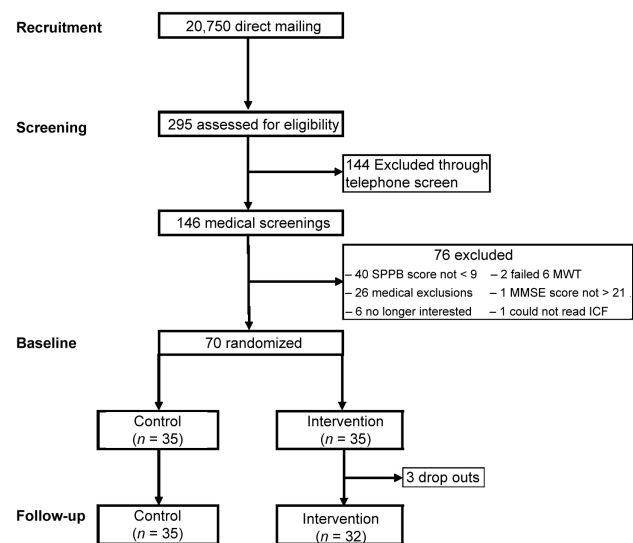 Recruitment
20,750 direct mailing
Screening
295 assessed for eligibility
144 Excluded through
telephone screen
146 medical screenings
76 excluded
– 40 SPPB score not < 9
– 2 failed 6 MWT
– 26 medical exclusions
– 1 MMSE score not > 21
– 6 no longer interested
– 1 could not read ICF
Baseline
70 randomized
Control
(n = 35)
Intervention
(n = 35)
3 drop outs
Follow-up
Control
(n = 35)
Intervention
(n = 32)